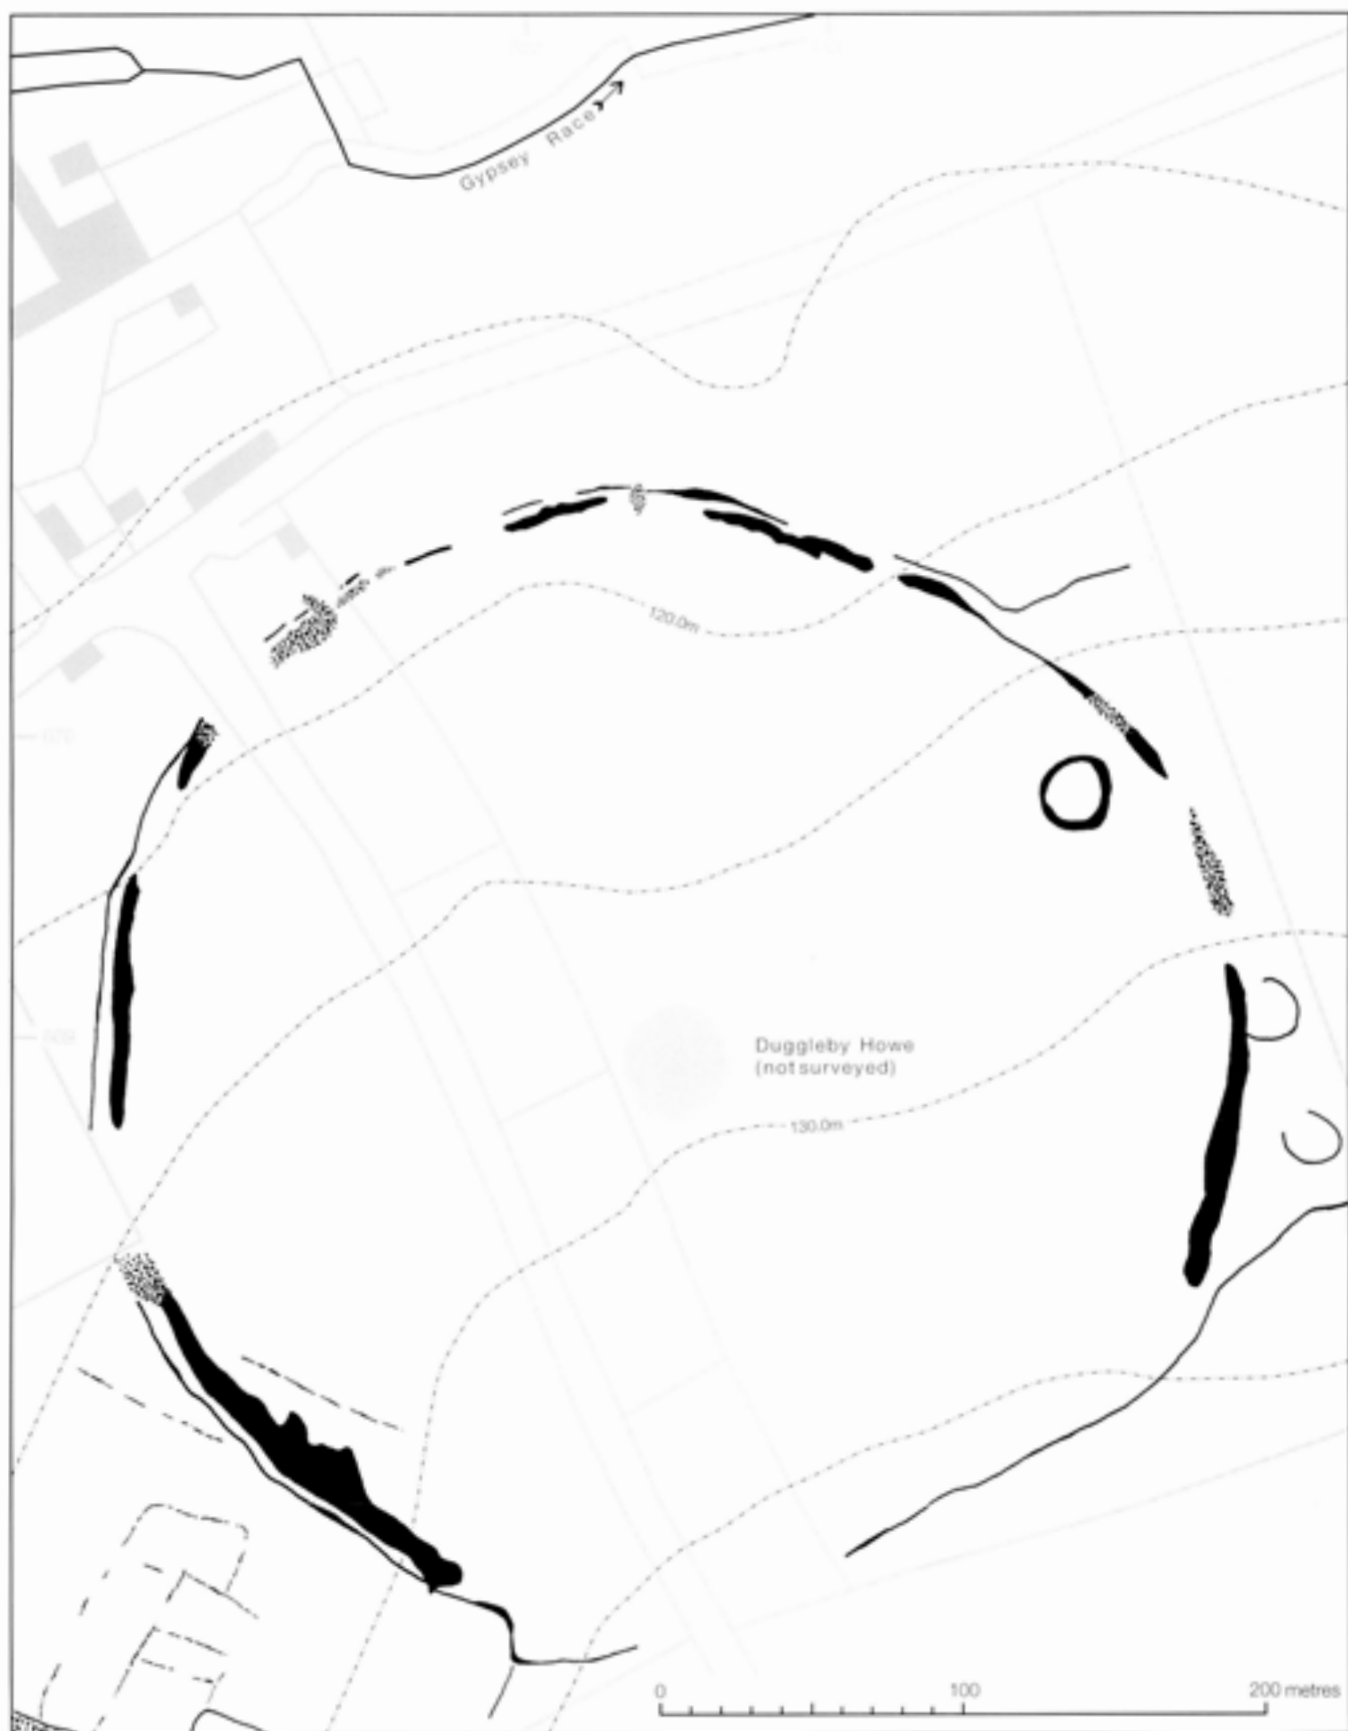 Gypsey Race
120.0m
Duggleby Howe
(not surveyed)
130.0m
0 100 200 metres